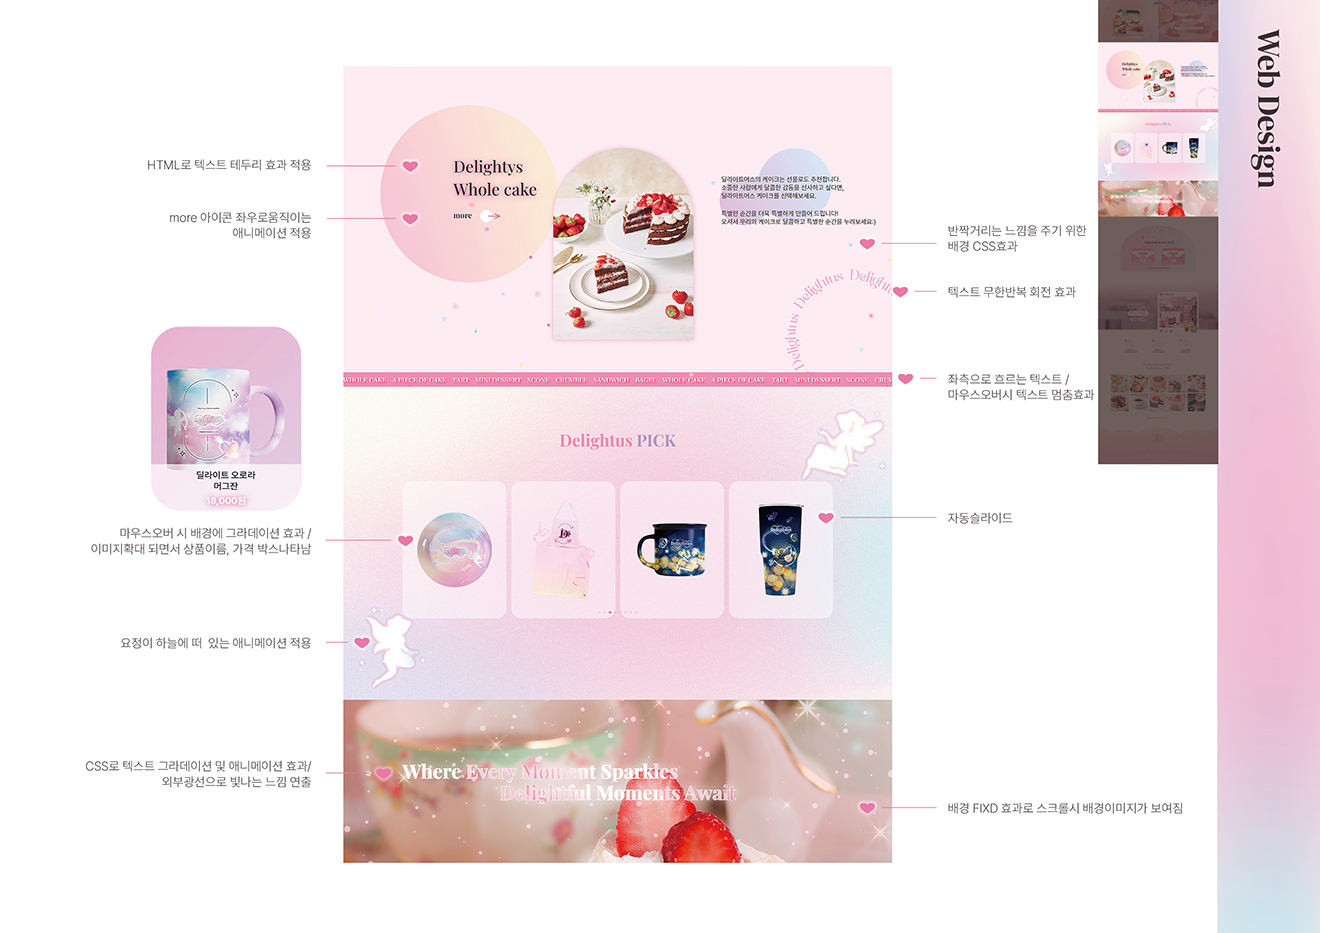 Web Design
HTML로 텍스트 테두리 효과 적용
more 아이콘 좌우로움직이는
애니메이션 적용
Delightys
Whole cake
more
딜라이트어스의 케이크는 선물로도 추천합니다.
소중한 사람에게 달콤한 감동을 선사하고 싶다면,
딜라이트어스 케이크를 선택해보세요.
특별한 순간을 더욱 특별하게 만들어 드립니다!
오셔서 우리의 케이크로 달콤하고 특별한 순간을 누려보세요:)
반짝거리는 느낌을 주기 위한
배경 CSS효과
Delightus Delightus Delightus
텍스트 무한반복 회전 효과
WHOLE CAKE A PIECE OF CAKE TART MINI DESSERT SCONE CRUMBLE SANDWICH BAGEL WHOLE CAKE A PIECE OF CAKE TART MINI DESSERT SCONE CRUM
좌측으로 흐르는 텍스트 /
마우스오버시 텍스트 멈춤효과
딜라이트 오로라
머그잔
18,000원
Delightus PICK
마우스오버 시 배경에 그라데이션 효과 /
이미지확대 되면서 상품이름, 가격 박스나타남
자동슬라이드
요정이 하늘에 떠 있는 애니메이션 적용
CSS로 텍스트 그라데이션 및 애니메이션 효과/
외부광선으로 빛나는 느낌 연출
Where Every Moment Sparkles
Delightful Moments Await
배경 FIXD 효과로 스크롤시 배경이미지가 보여짐
Delightys
Whole cake
Delightus PICK